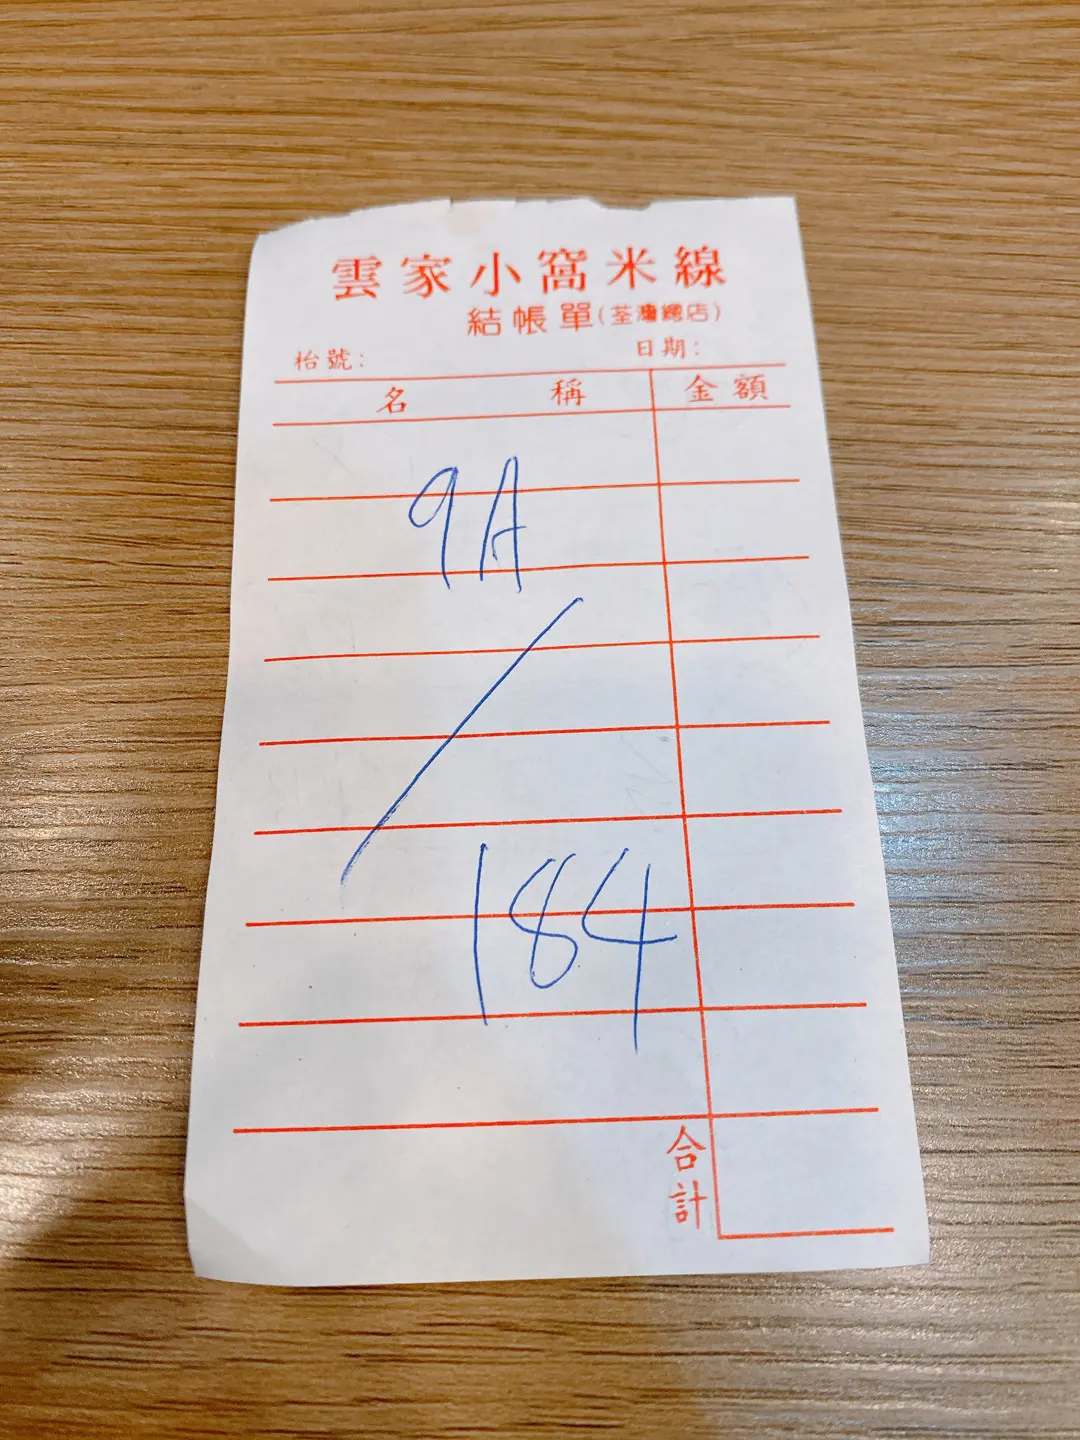 雲家小窩米線
結帳單(荃灣總店)
枱號: 日期:
名稱 金額
9A
184
合計